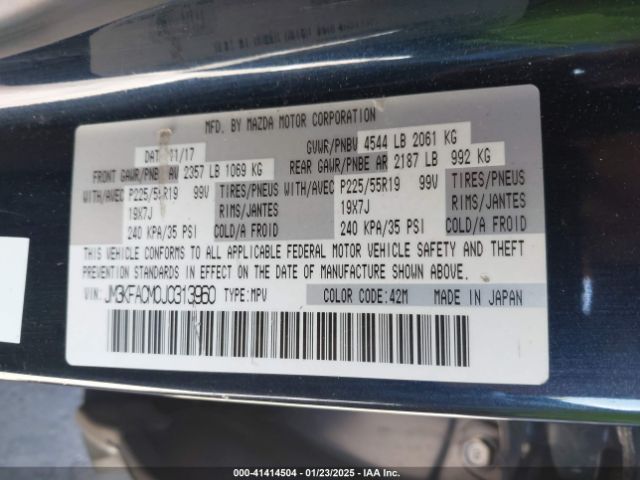 MFD. BY MAZDA MOTOR CORPORATION
DATE 11/17 GVWR/PNBV 4544 LB 2061 KG
FRONT GAWR/PNBE AV 2357 LB 1069 KG REAR GAWR/PNBE AR 2187 LB 992 KG
WITH/AVEC P225/55R19 99V TIRES/PNEUS WITH/AVEC P225/55R19 99V TIRES/PNEUS
19X7J RIMS/JANTES 19X7J RIMS/JANTES
240 KPA/35 PSI COLD/A FROID 240 KPA/35 PSI COLD/A FROID
THIS VEHICLE CONFORMS TO ALL APPLICABLE FEDERAL MOTOR VEHICLE SAFETY AND THEFT
PREVENTION STANDARDS IN EFFECT ON THE DATE OF MANUFACTURE SHOWN ABOVE.
VIN: JM3KFACM0J0313960 TYPE:MPV COLOR CODE:42M MADE IN JAPAN
000-41414504 • 01/23/2025 • IAA Inc.